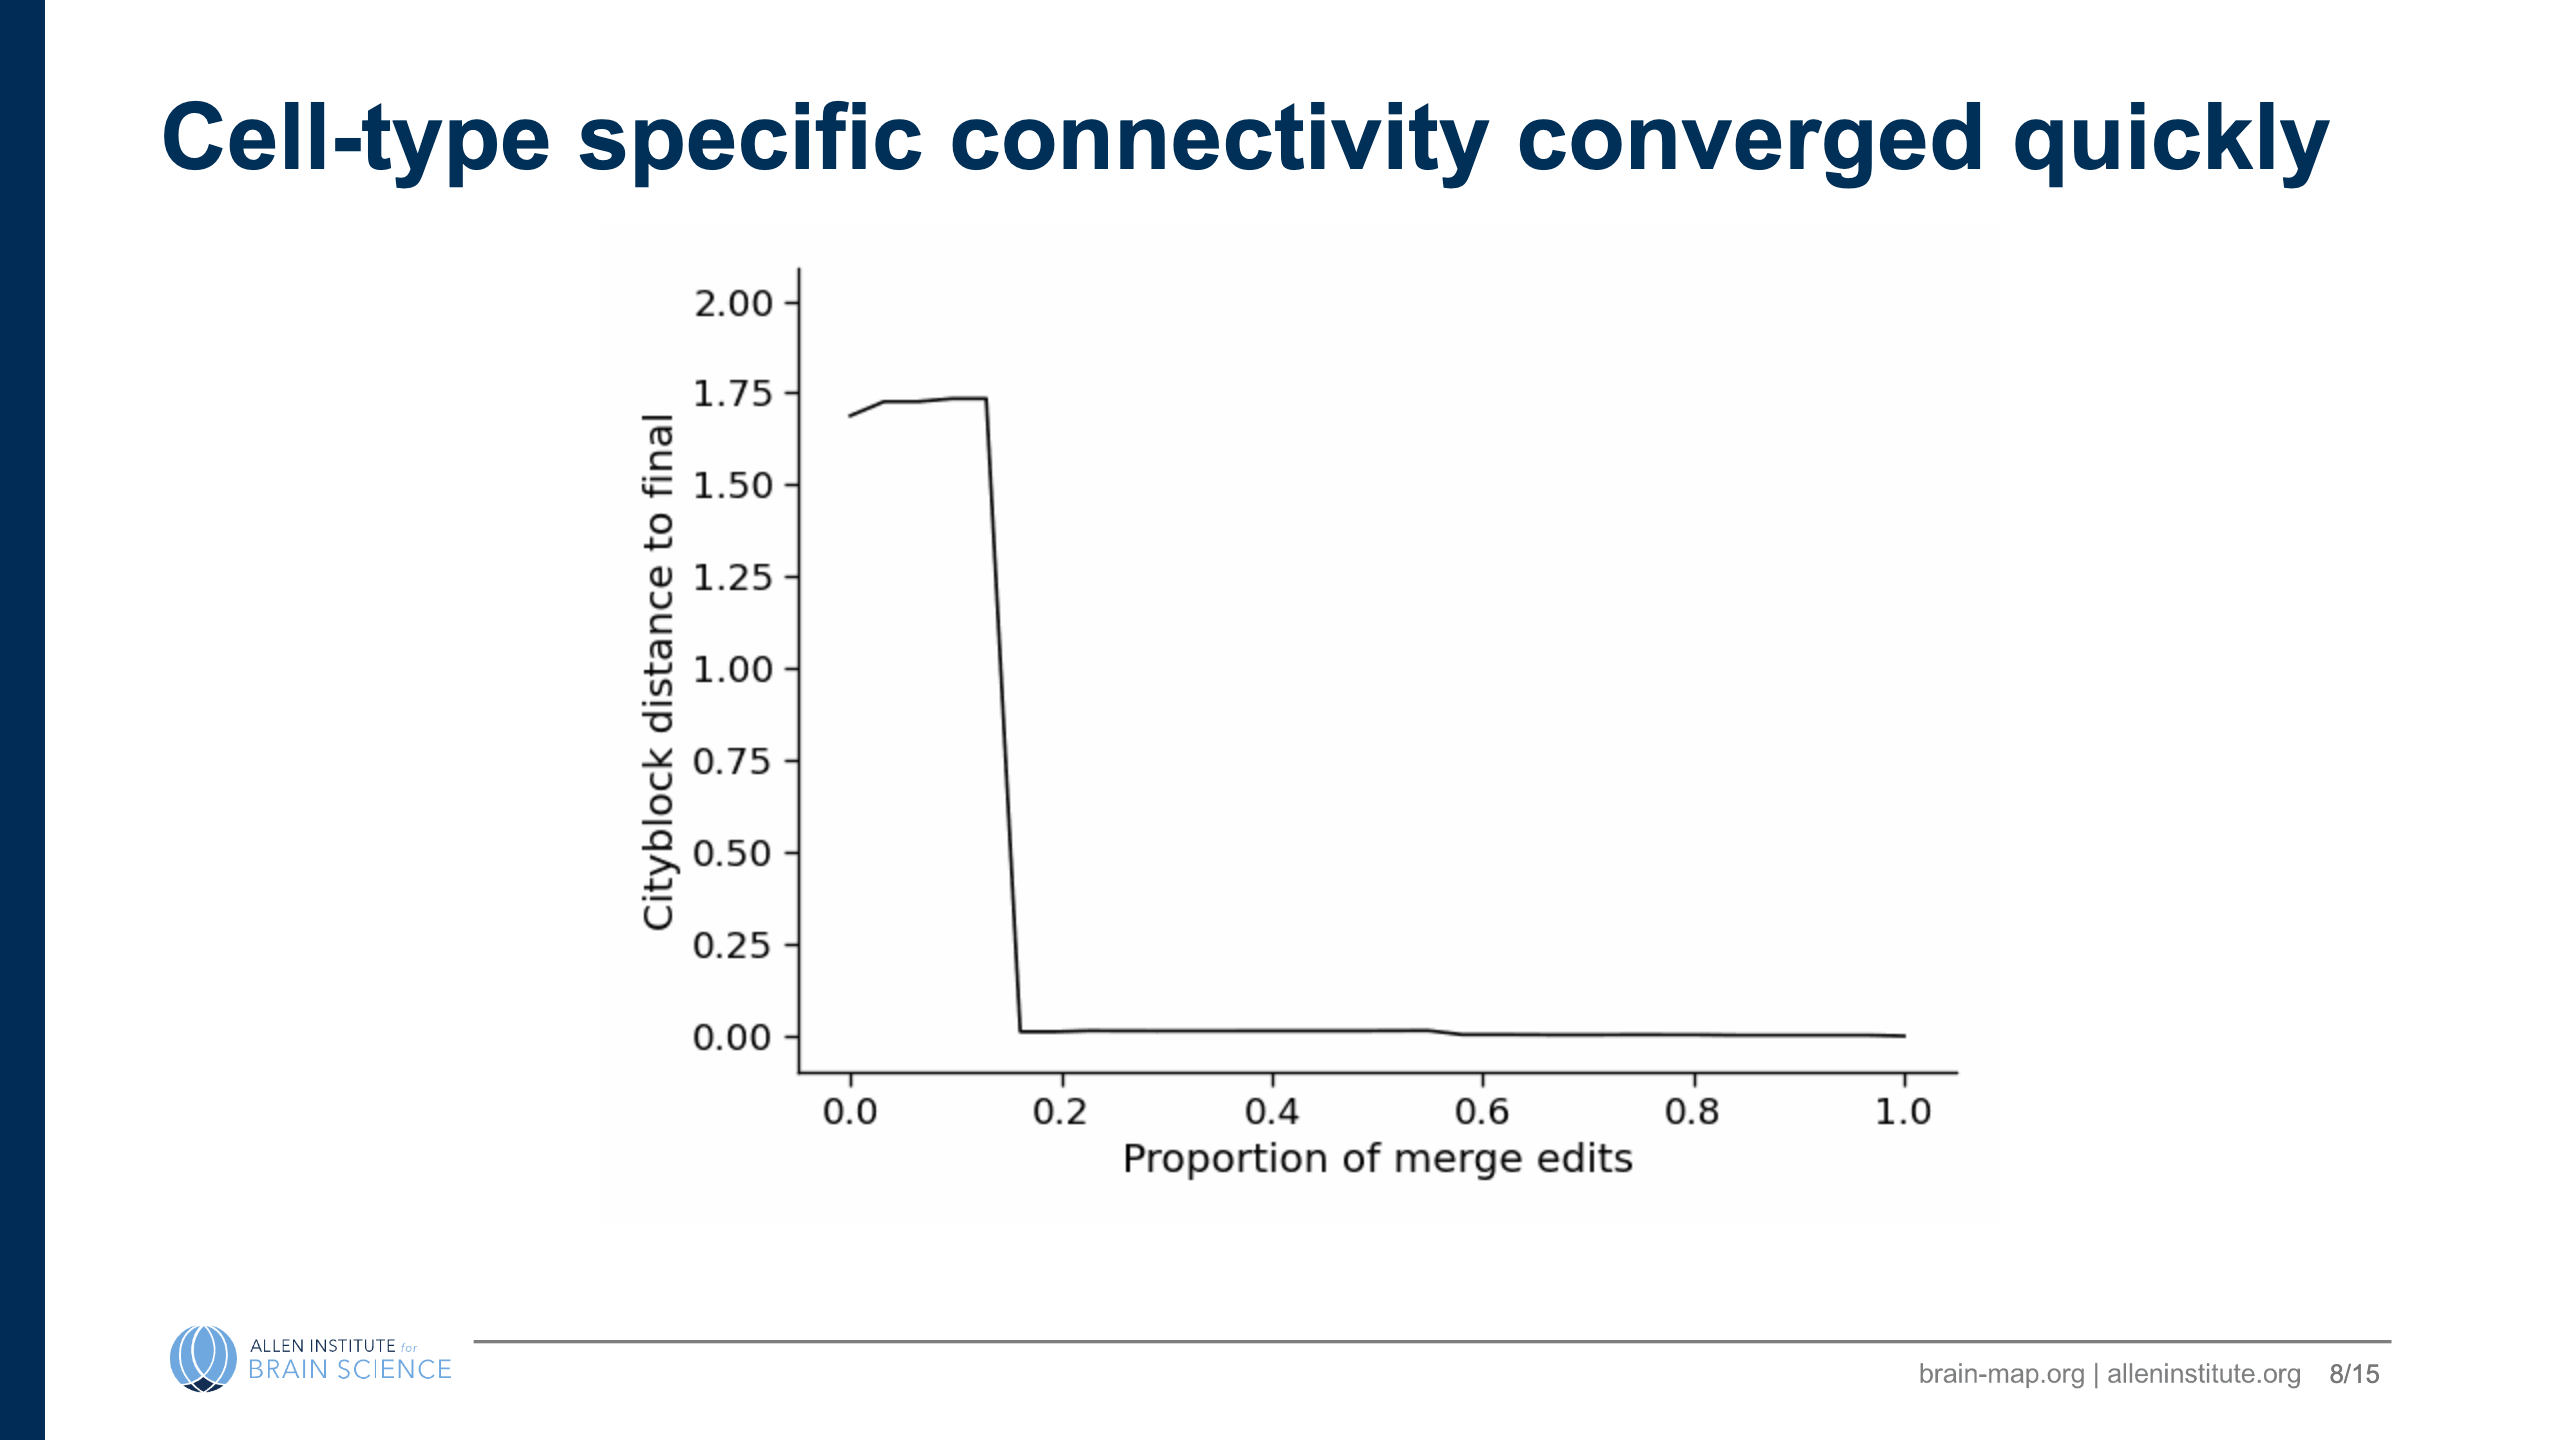 Cell-type specific connectivity converged quickly
2.00
1.75
1.50
1.25
1.00
0.75
0.50
0.25
0.00
Cityblock distance to final
0.0 0.2 0.4 0.6 0.8 1.0
Proportion of merge edits
ALLEN INSTITUTE for
BRAIN SCIENCE
brain-map.org | alleninstitute.org 8/15